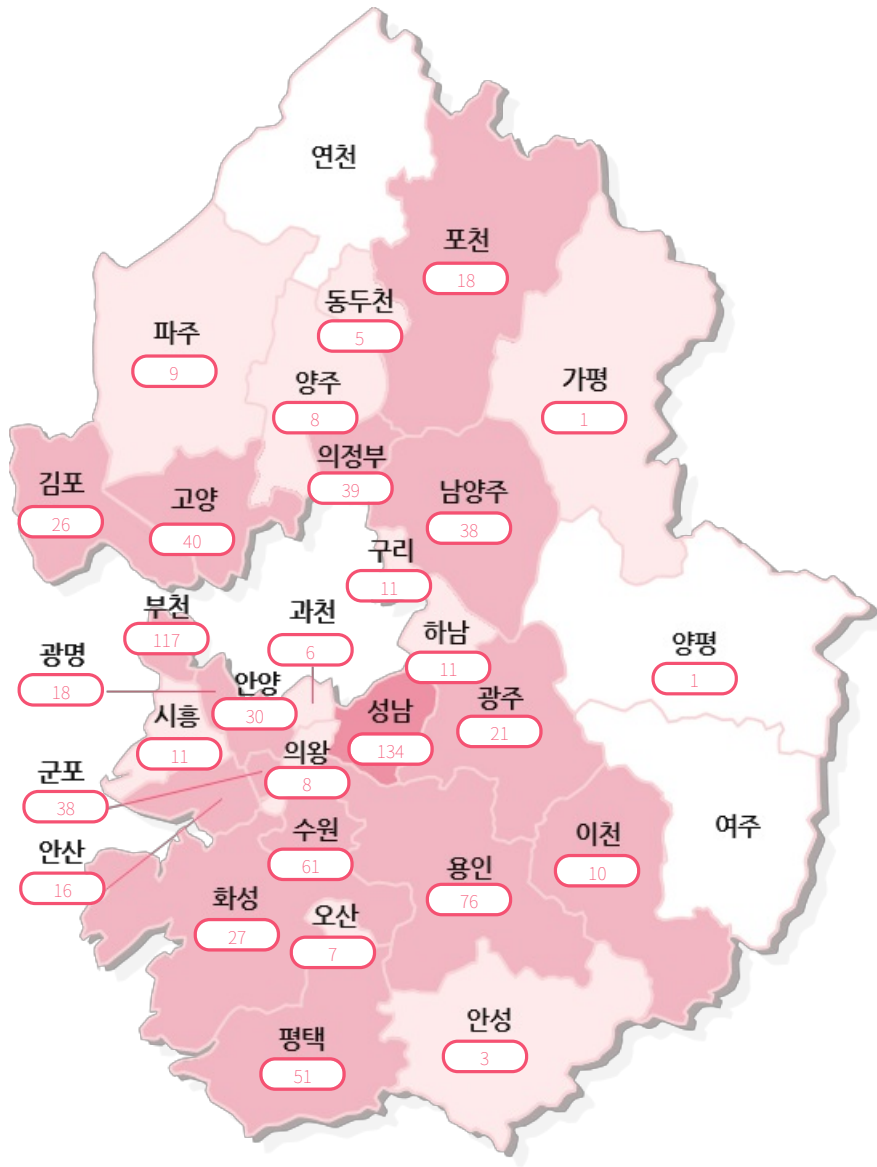 연천
포천
18
동두천
5
파주
9
양주
8
가평
1
의정부
39
김포
26
고양
40
남양주
38
구리
11
부천
117
과천
6
하남
11
양평
1
광명
18
안양
30
시흥
11
성남
134
광주
21
의왕
8
군포
38
수원
61
이천
10
여주
안산
16
용인
76
화성
27
오산
7
안성
3
평택
51